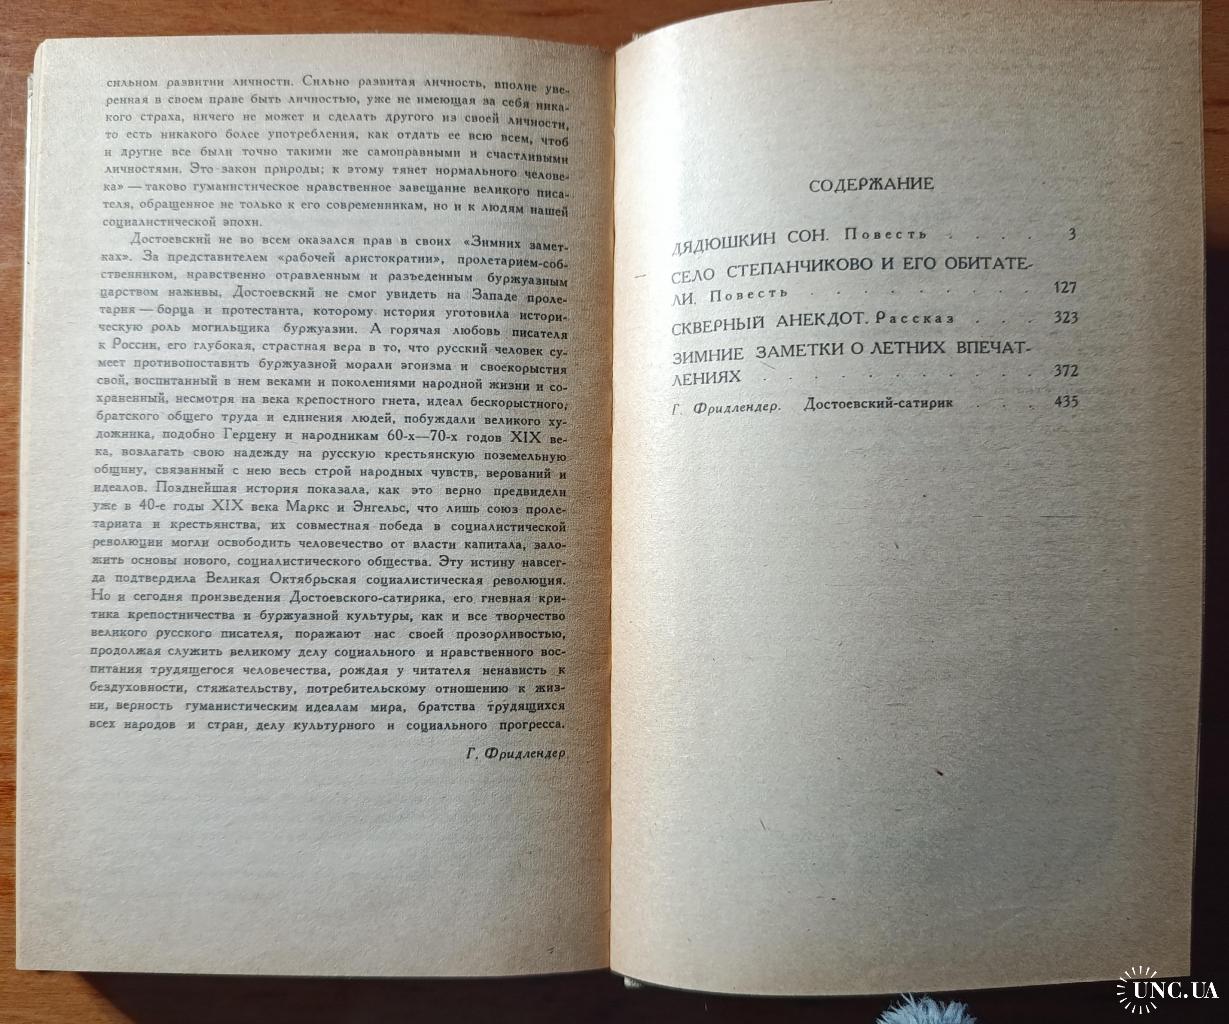 сильном развитии личности. Сильно развитая личность, вполне уве-
ренная в своем праве быть личностью, уже не имеющая за себя ника-
кого страха, ничего не может и сделать другого из своей личности,
то есть никакого более употребления, как отдать ее всю всем, чтоб
и другие все были точно такими же самоправными и счастливыми
личностями. Это закон природы; к этому тянет нормального челове-
ка» — таково гуманистическое нравственное завещание великого писа-
теля, обращенное не только к его современникам, но и к людям нашей
социалистической эпохи.
Достоевский не во всем оказался прав в своих «Зимних замет-
ках». За представителем «рабочей аристократии», пролетарием-соб-
ственником, нравственно отравленным и разъеденным буржуазным
царством наживы, Достоевский не смог увидеть на Западе проле-
тария — борца и протестанта, которому история уготовила истори-
ческую роль могильщика буржуазии. А горячая любовь писателя
к России, его глубокая, страстная вера в то, что русский человек су-
меет противопоставить буржуазной морали эгоизма и своекорыстия
свой, воспитанный в нем веками и поколениями народной жизни и со-
храненный, несмотря на века крепостного гнета, идеал бескорыстного,
братского общего труда и единения людей, побуждали великого ху-
дожника, подобно Герцену и народникам 60-х—70-х годов XIX ве-
ка, возлагать свою надежду на русскую крестьянскую поземельную
общину, связанный с нею весь строй народных чувств, верований и
идеалов. Позднейшая история показала, как это верно предвидели
уже в 40-е годы XIX века Маркс и Энгельс, что лишь союз проле-
тариата и крестьянства, их совместная победа в социалистической
революции могли освободить человечество от власти капитала, зало-
жить основы нового, социалистического общества. Эту истину навсег-
да подтвердила Великая Октябрьская социалистическая революция.
Но и сегодня произведения Достоевского-сатирика, его гневная кри-
тика крепостничества и буржуазной культуры, как и все творчество
великого русского писателя, поражают нас своей прозорливостью,
продолжая служить великому делу социального и нравственного вос-
питания трудящегося человечества, рождая у читателя ненависть к
бездуховности, стяжательству, потребительскому отношению к жиз-
ни, верность гуманистическим идеалам мира, братства трудящихся
всех народов и стран, делу культурного и социального прогресса.
Г. Фридлендер
СОДЕРЖАНИЕ
ДЯДЮШКИН СОН. Повесть . . . . 3
СЕЛО СТЕПАНЧИКОВО И ЕГО ОБИТАТЕ-
ЛИ. Повесть . . . . . . . . 127
СКВЕРНЫЙ АНЕКДОТ. Рассказ . . . . 323
ЗИМНИЕ ЗАМЕТКИ О ЛЕТНИХ ВПЕЧАТ-
ЛЕНИЯХ . . . . . . . . . . 372
Г. Фридлендер. Достоевский-сатирик . . . . 435
UNC.UA